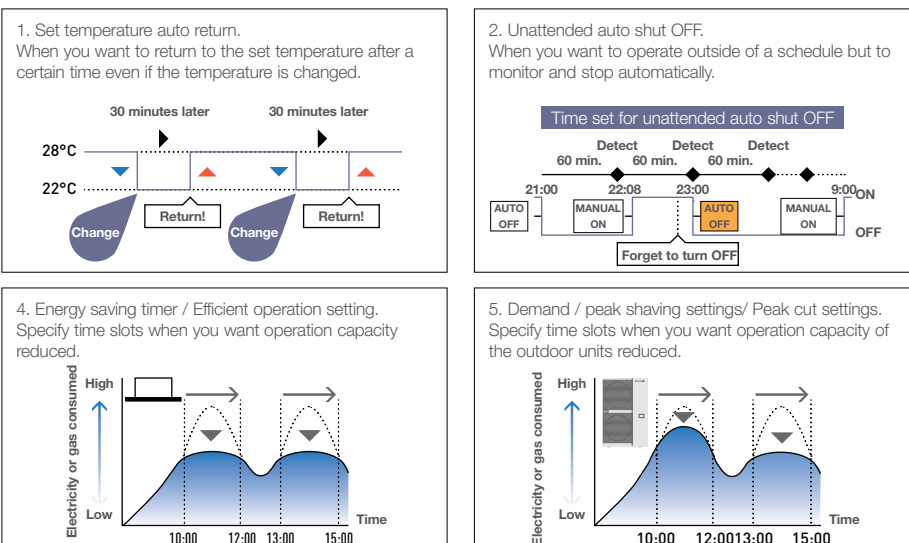 1. Set temperature auto return.
When you want to return to the set temperature after a
certain time even if the temperature is changed.
30 minutes later 30 minutes later
28°C
22°C
Change Return! Change Return!
2. Unattended auto shut OFF.
When you want to operate outside of a schedule but to
monitor and stop automatically.
Time set for unattended auto shut OFF
Detect Detect Detect
60 min. 60 min. 60 min.
21:00 22:08 23:00 9:00
ON
AUTO OFF
MANUAL ON
AUTO OFF
MANUAL ON
OFF
Forget to turn OFF
4. Energy saving timer / Efficient operation setting.
Specify time slots when you want operation capacity
reduced.
Electricity or gas consumed
High
Low
Time
10:00 12:00 13:00 15:00
5. Demand / peak shaving settings/ Peak cut settings.
Specify time slots when you want operation capacity of
the outdoor units reduced.
Electricity or gas consumed
High
Low
Time
10:00 12:00 13:00 15:00